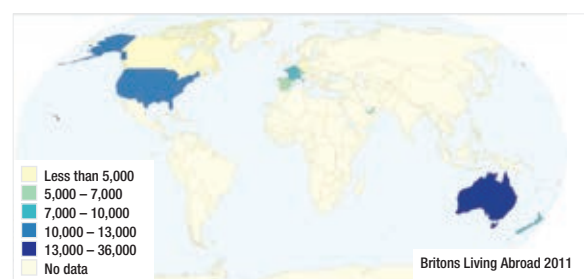 Less than 5,000
5,000 – 7,000
7,000 – 10,000
10,000 – 13,000
13,000 – 36,000
No data
Britons Living Abroad 2011